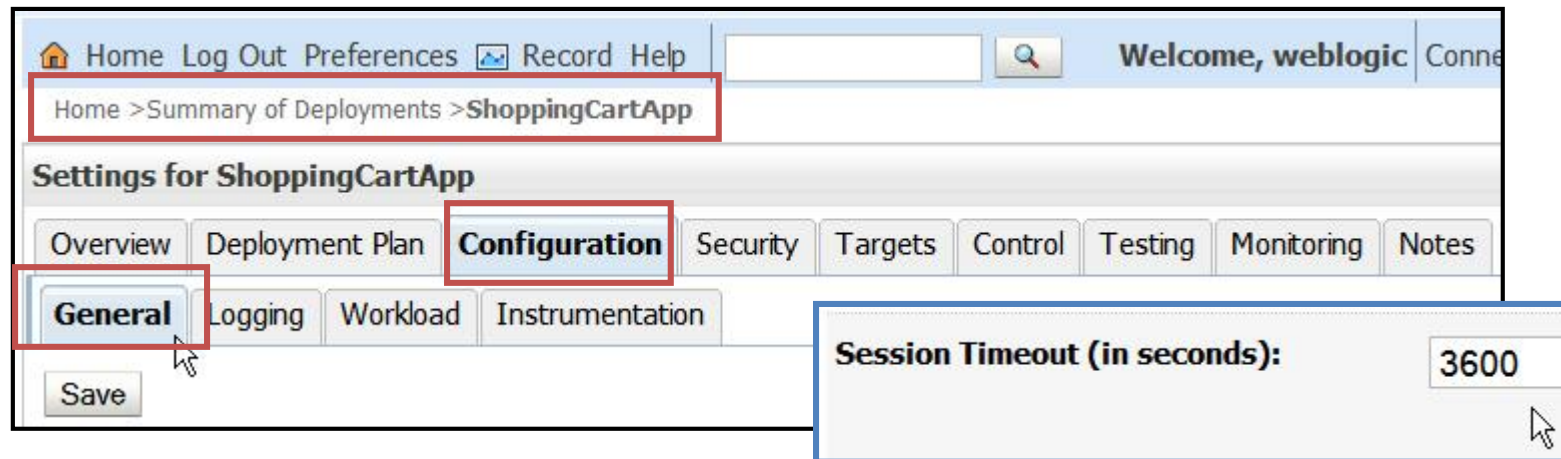 Home Log Out Preferences Record Help
Welcome, weblogic Conne
Home >Summary of Deployments >ShoppingCartApp
Settings for ShoppingCartApp
Overview Deployment Plan Configuration Security Targets Control Testing Monitoring Notes
General Logging Workload Instrumentation
Save
Session Timeout (in seconds): 3600